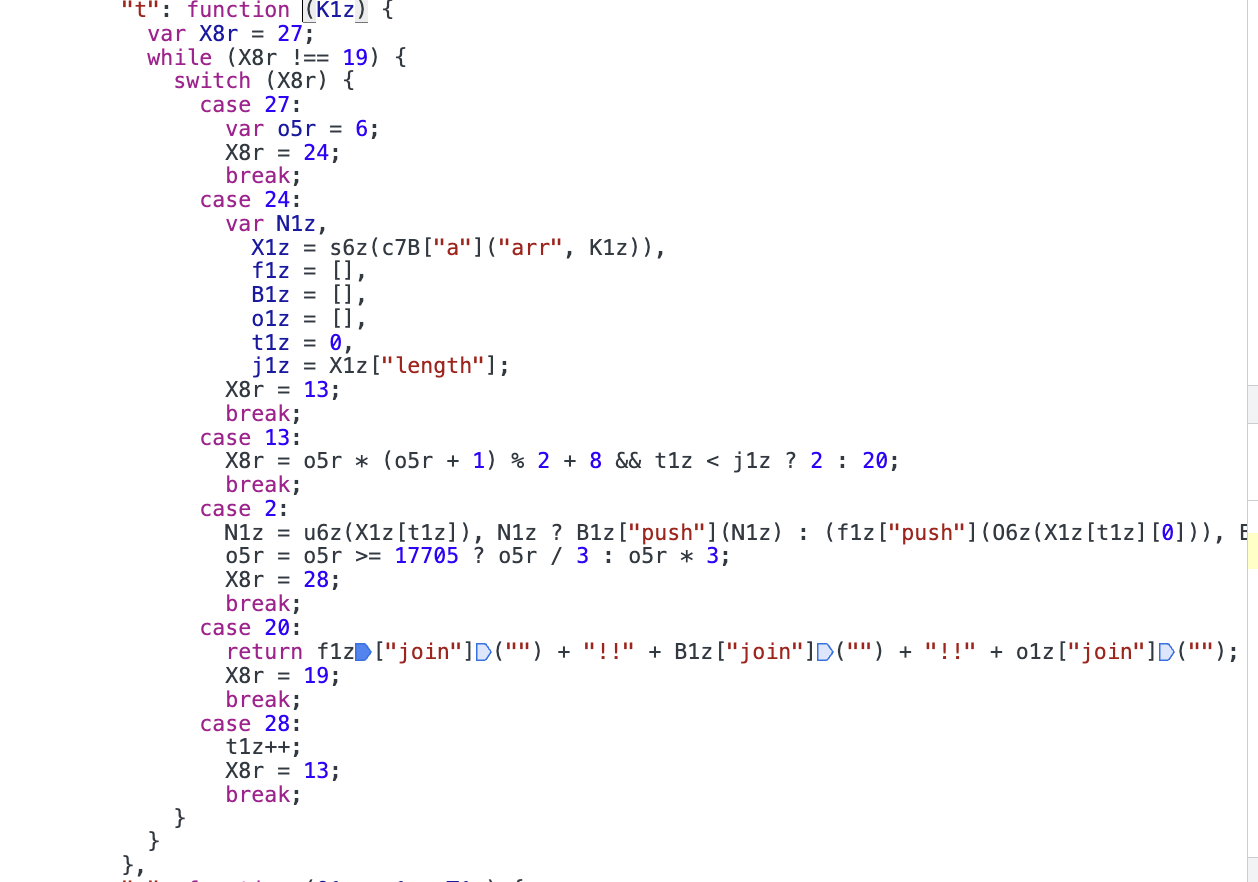 "t": function (K1z) {
var X8r = 27;
while (X8r !== 19) {
switch (X8r) {
case 27:
var o5r = 6;
X8r = 24;
break;
case 24:
var N1z,
X1z = s6z(c7B["a"]("arr", K1z)),
f1z = [],
B1z = [],
o1z = [],
t1z = 0,
j1z = X1z["length"];
X8r = 13;
break;
case 13:
X8r = o5r * (o5r + 1) % 2 + 8 && t1z < j1z ? 2 : 20;
break;
case 2:
N1z = u6z(X1z[t1z]), N1z ? B1z["push"](N1z) : (f1z["push"](O6z(X1z[t1z][0])),
o5r = o5r >= 17705 ? o5r / 3 : o5r * 3;
X8r = 28;
break;
case 20:
return f1z["join"]("") + "!!" + B1z["join"]("") + "!!" + o1z["join"]("");
X8r = 19;
break;
case 28:
t1z++;
X8r = 13;
break;
}
}
},